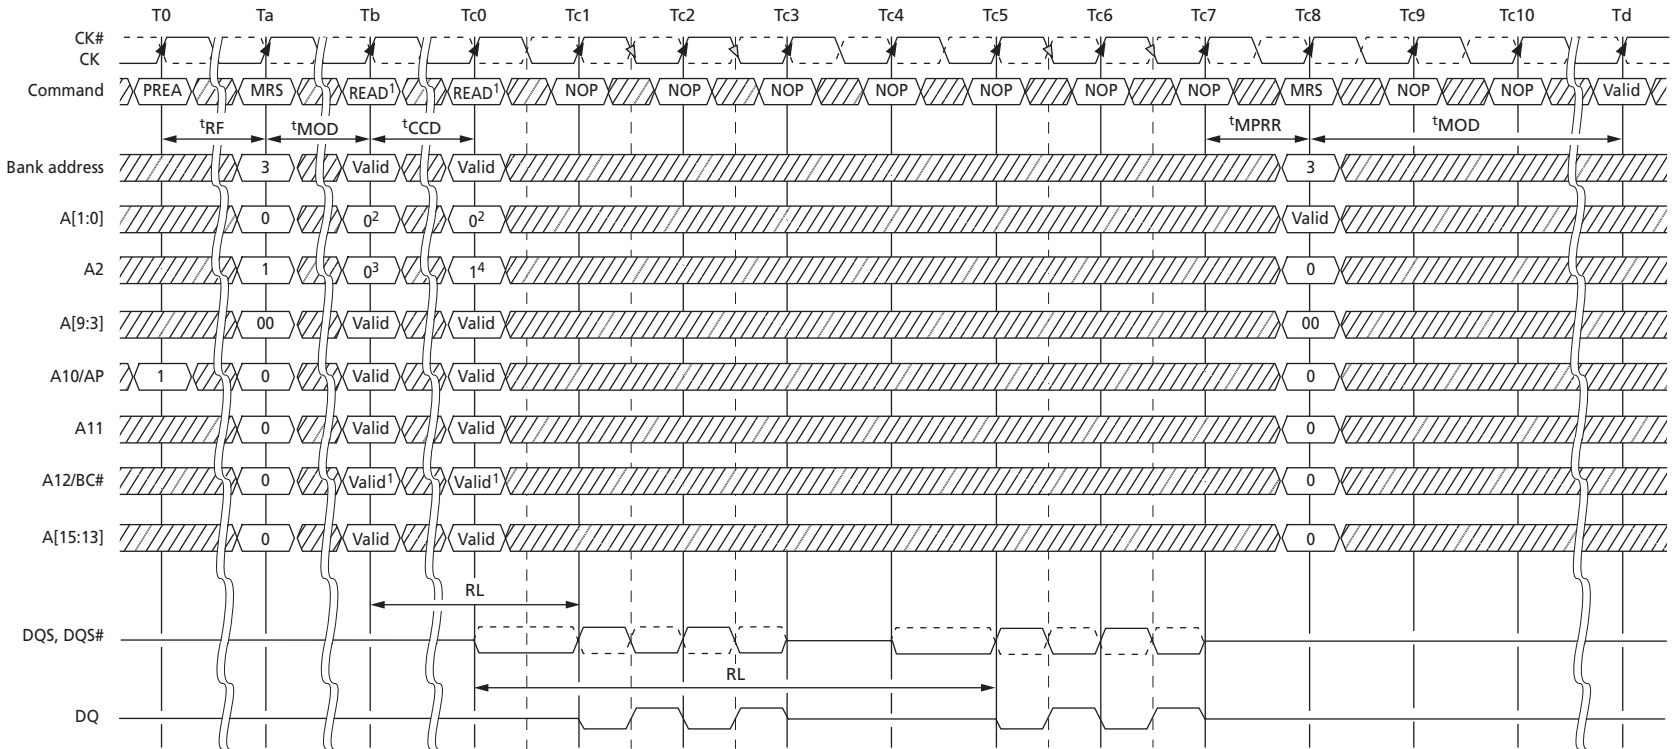 T0 Ta Tb Tc0 Tc1 Tc2 Tc3 Tc4 Tc5 Tc6 Tc7 Tc8 Tc9 Tc10 Td
CK#
CK
Command PREA MRS READ1 READ1 NOP NOP NOP NOP NOP NOP NOP MRS NOP NOP Valid
tRF tMOD tCCD tMPRR tMOD
Bank address 3 Valid Valid 3
A[1:0] 0 02 02 Valid
A2 1 03 14 0
A[9:3] 00 Valid Valid 00
A10/AP 1 0 Valid Valid 0
A11 0 Valid Valid 0
A12/BC# 0 Valid1 Valid1 0
A[15:13] 0 Valid Valid 0
RL
DQS, DQS#
RL
DQ